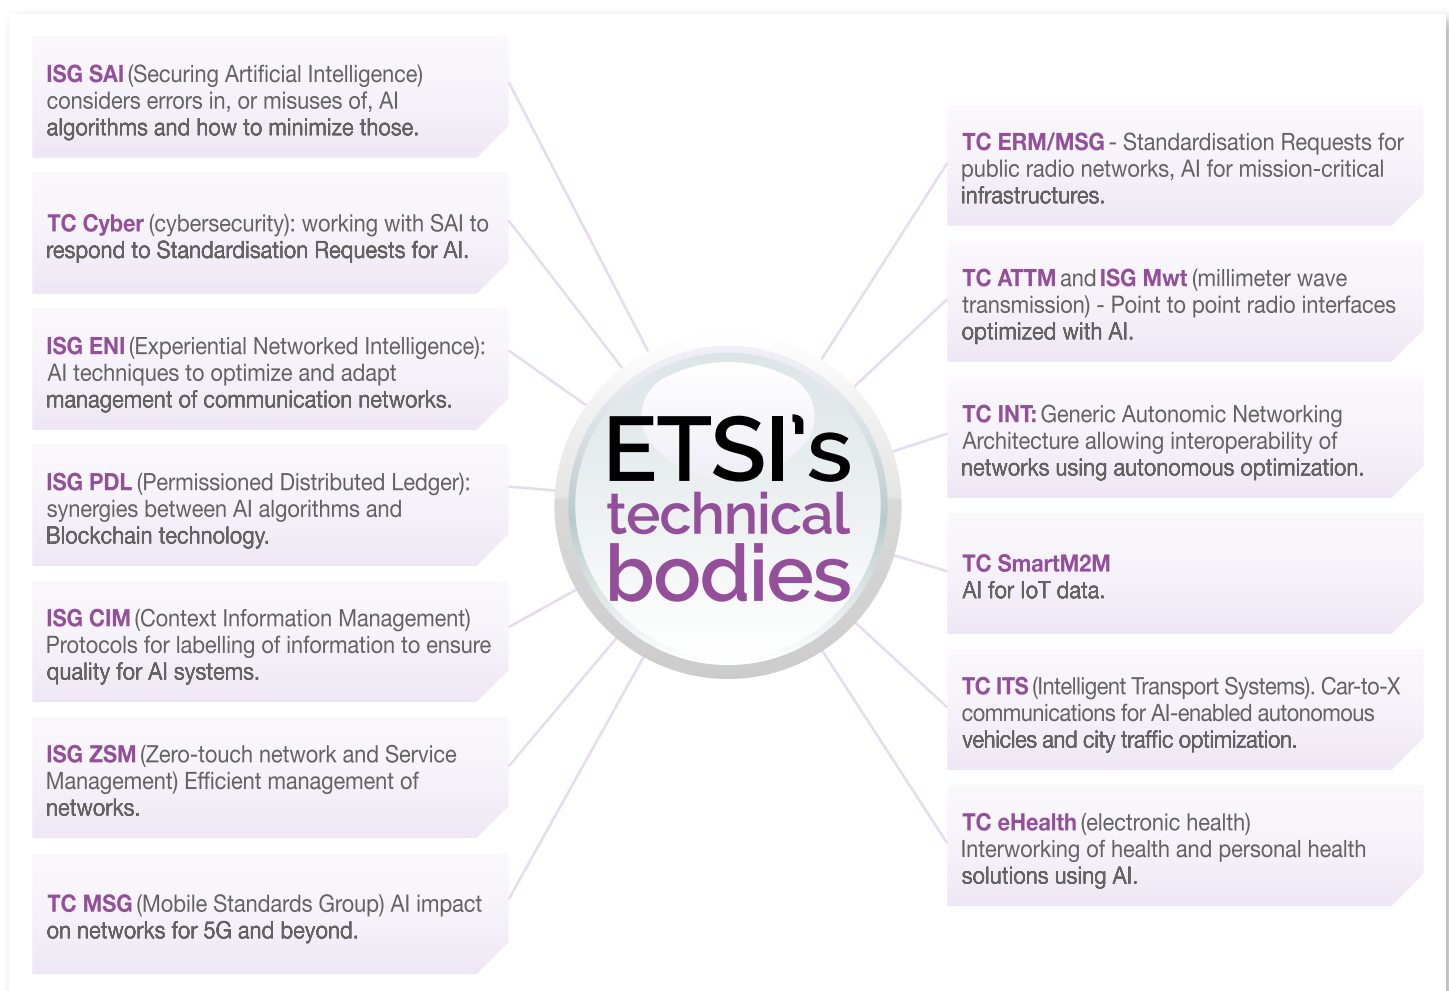 ISG SAI (Securing Artificial Intelligence)
considers errors in, or misuses of, AI
algorithms and how to minimize those.
TC Cyber (cybersecurity): working with SAI to
respond to Standardisation Requests for AI.
ISG ENI (Experiential Networked Intelligence):
AI techniques to optimize and adapt
management of communication networks.
ISG PDL (Permissioned Distributed Ledger):
synergies between AI algorithms and
Blockchain technology.
ISG CIM (Context Information Management)
Protocols for labelling of information to ensure
quality for AI systems.
ISG ZSM (Zero-touch network and Service
Management) Efficient management of
networks.
TC MSG (Mobile Standards Group) AI impact
on networks for 5G and beyond.
ETSI's
technical
bodies
TC ERM/MSG - Standardisation Requests for
public radio networks, AI for mission-critical
infrastructures.
TC ATTM and ISG Mwt (millimeter wave
transmission) - Point to point radio interfaces
optimized with AI.
TC INT: Generic Autonomic Networking
Architecture allowing interoperability of
networks using autonomous optimization.
TC SmartM2M
AI for IoT data.
TC ITS (Intelligent Transport Systems). Car-to-X
communications for AI-enabled autonomous
vehicles and city traffic optimization.
TC eHealth (electronic health)
Interworking of health and personal health
solutions using AI.